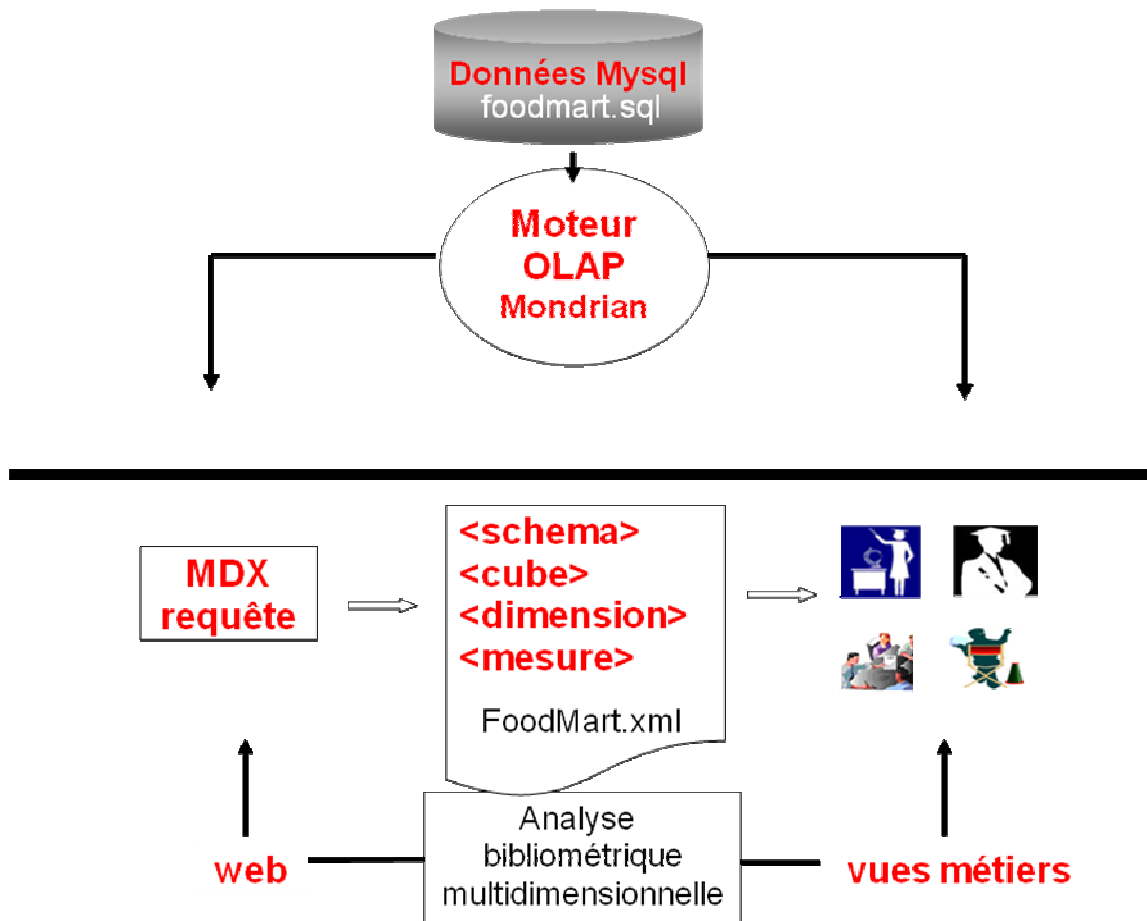 Données Mysql
foodmart.sql
Moteur
OLAP
Mondrian
MDX
requête
<schema>
<cube>
<dimension>
<mesure>
FoodMart.xml
Analyse
bibliométrique
multidimensionnelle
web
vues métiers